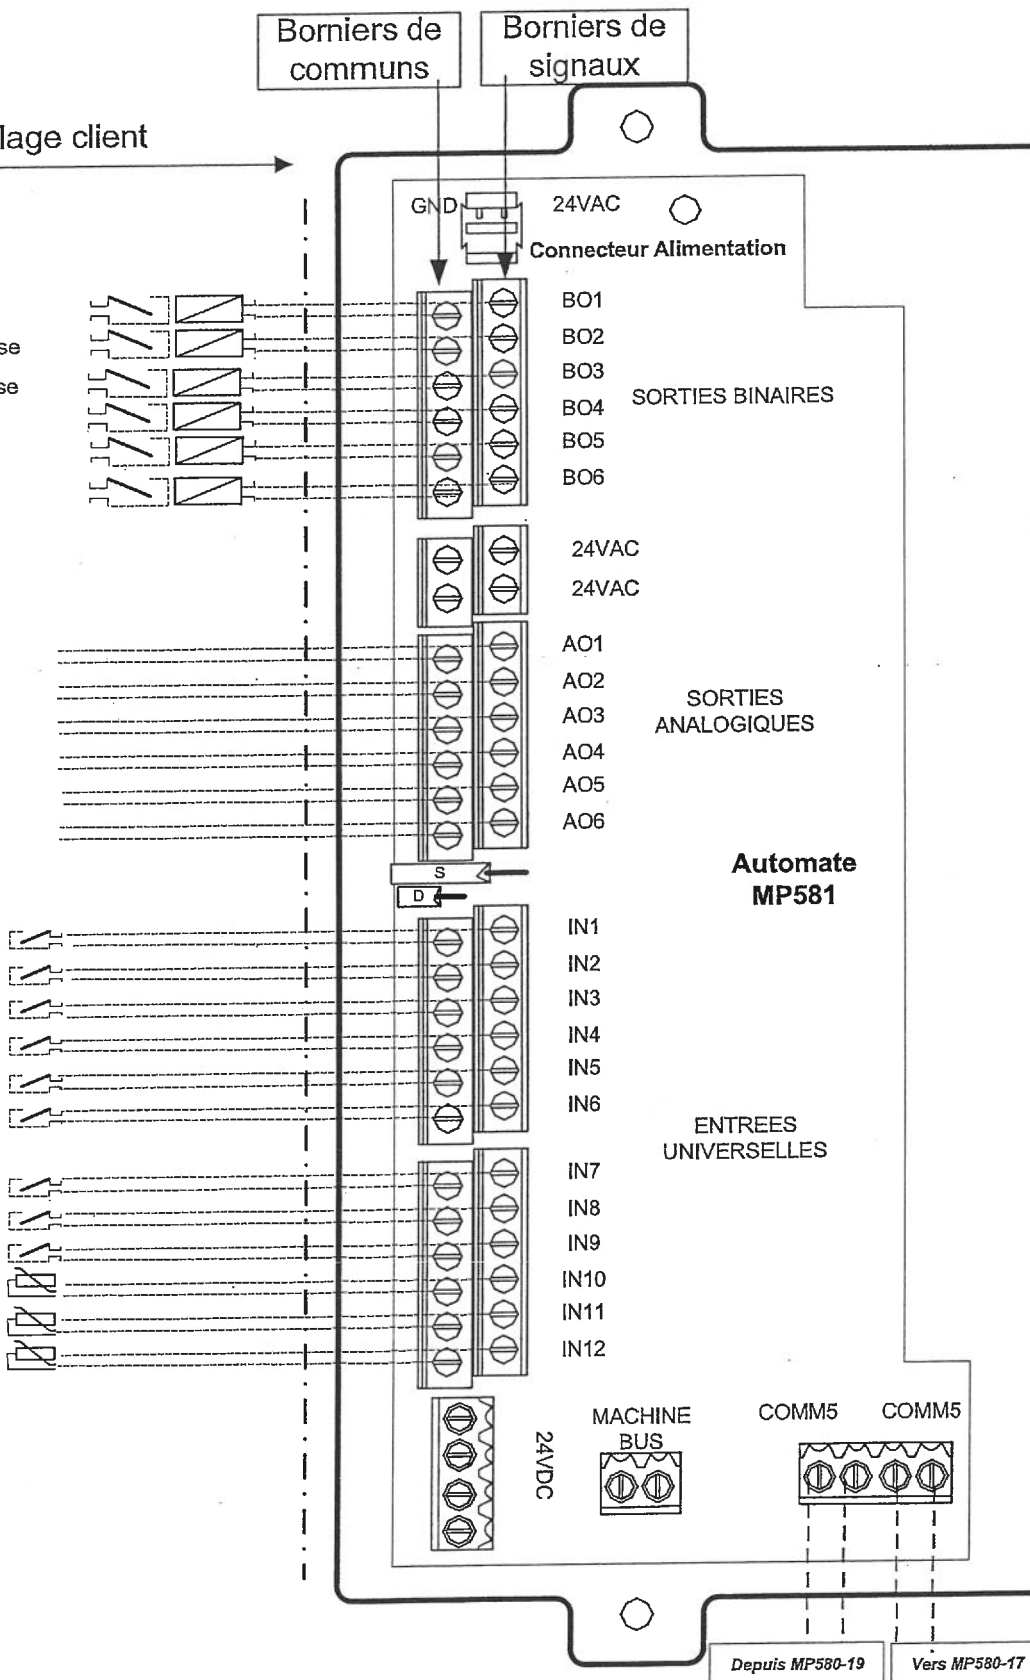 Borniers de
communs
Borniers de
signaux
lage client
GND
24VAC
Connecteur Alimentation
se
se
BO1
BO2
BO3
BO4
BO5
BO6
SORTIES BINAIRES
24VAC
24VAC
AO1
AO2
AO3
AO4
AO5
AO6
SORTIES
ANALOGIQUES
S
D
Automate
MP581
IN1
IN2
IN3
IN4
IN5
IN6
ENTREES
UNIVERSELLES
IN7
IN8
IN9
IN10
IN11
IN12
24VDC
MACHINE
BUS
COMM5
COMM5
Depuis MP580-19
Vers MP580-17